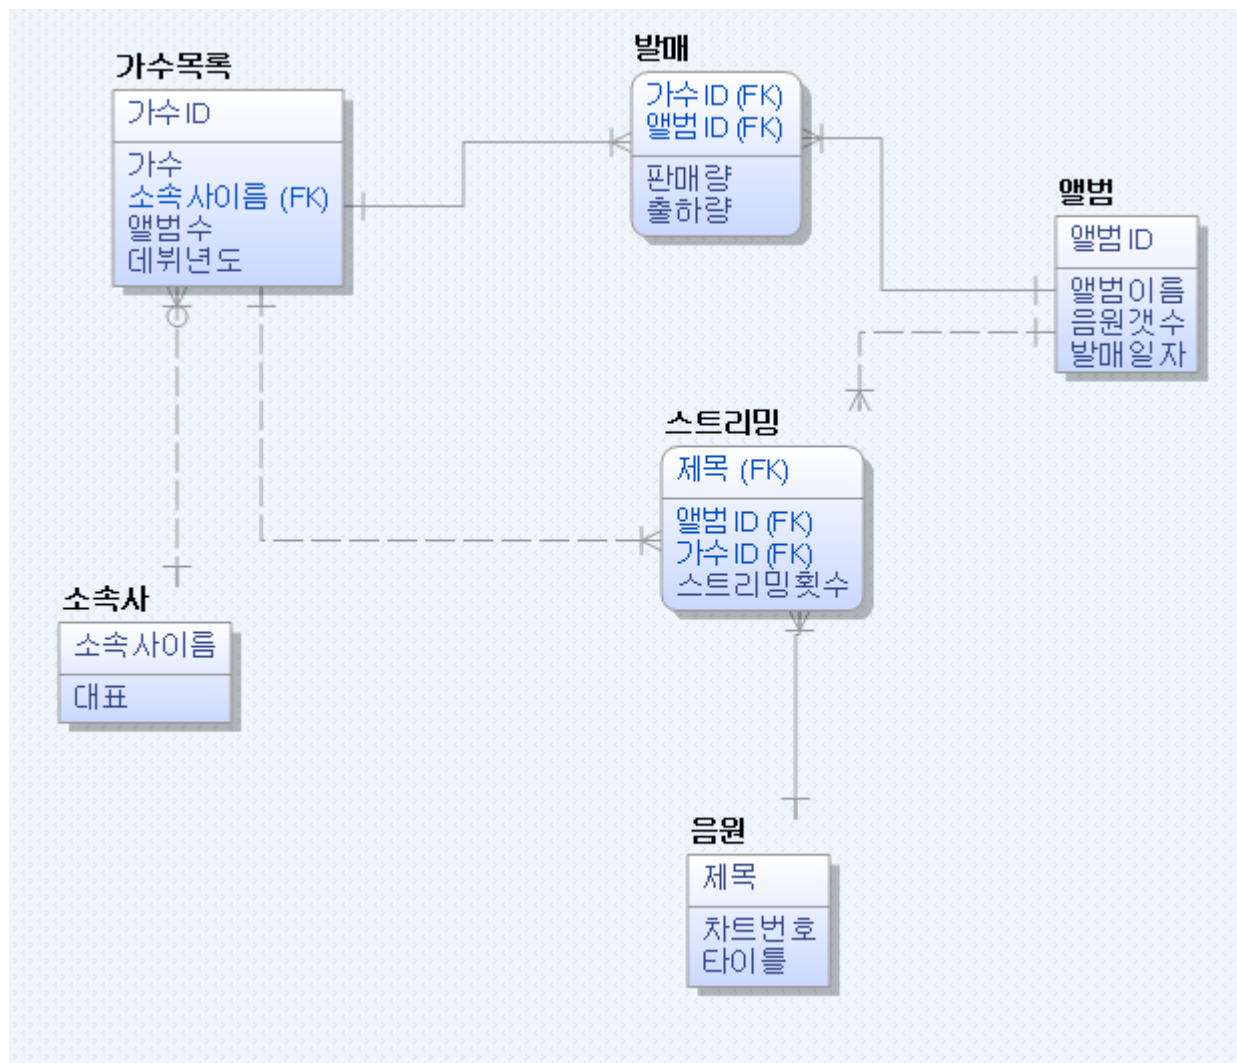 가수목록
가수ID
가수
소속사이름 (FK)
앨범수
데뷔년도
발매
가수ID (FK)
앨범ID (FK)
판매량
출하량
앨범
앨범ID
앨범이름
음원갯수
발매일자
스트리밍
제목 (FK)
앨범ID (FK)
가수ID (FK)
스트리밍횟수
소속사
소속사이름
대표
음원
제목
차트번호
타이틀